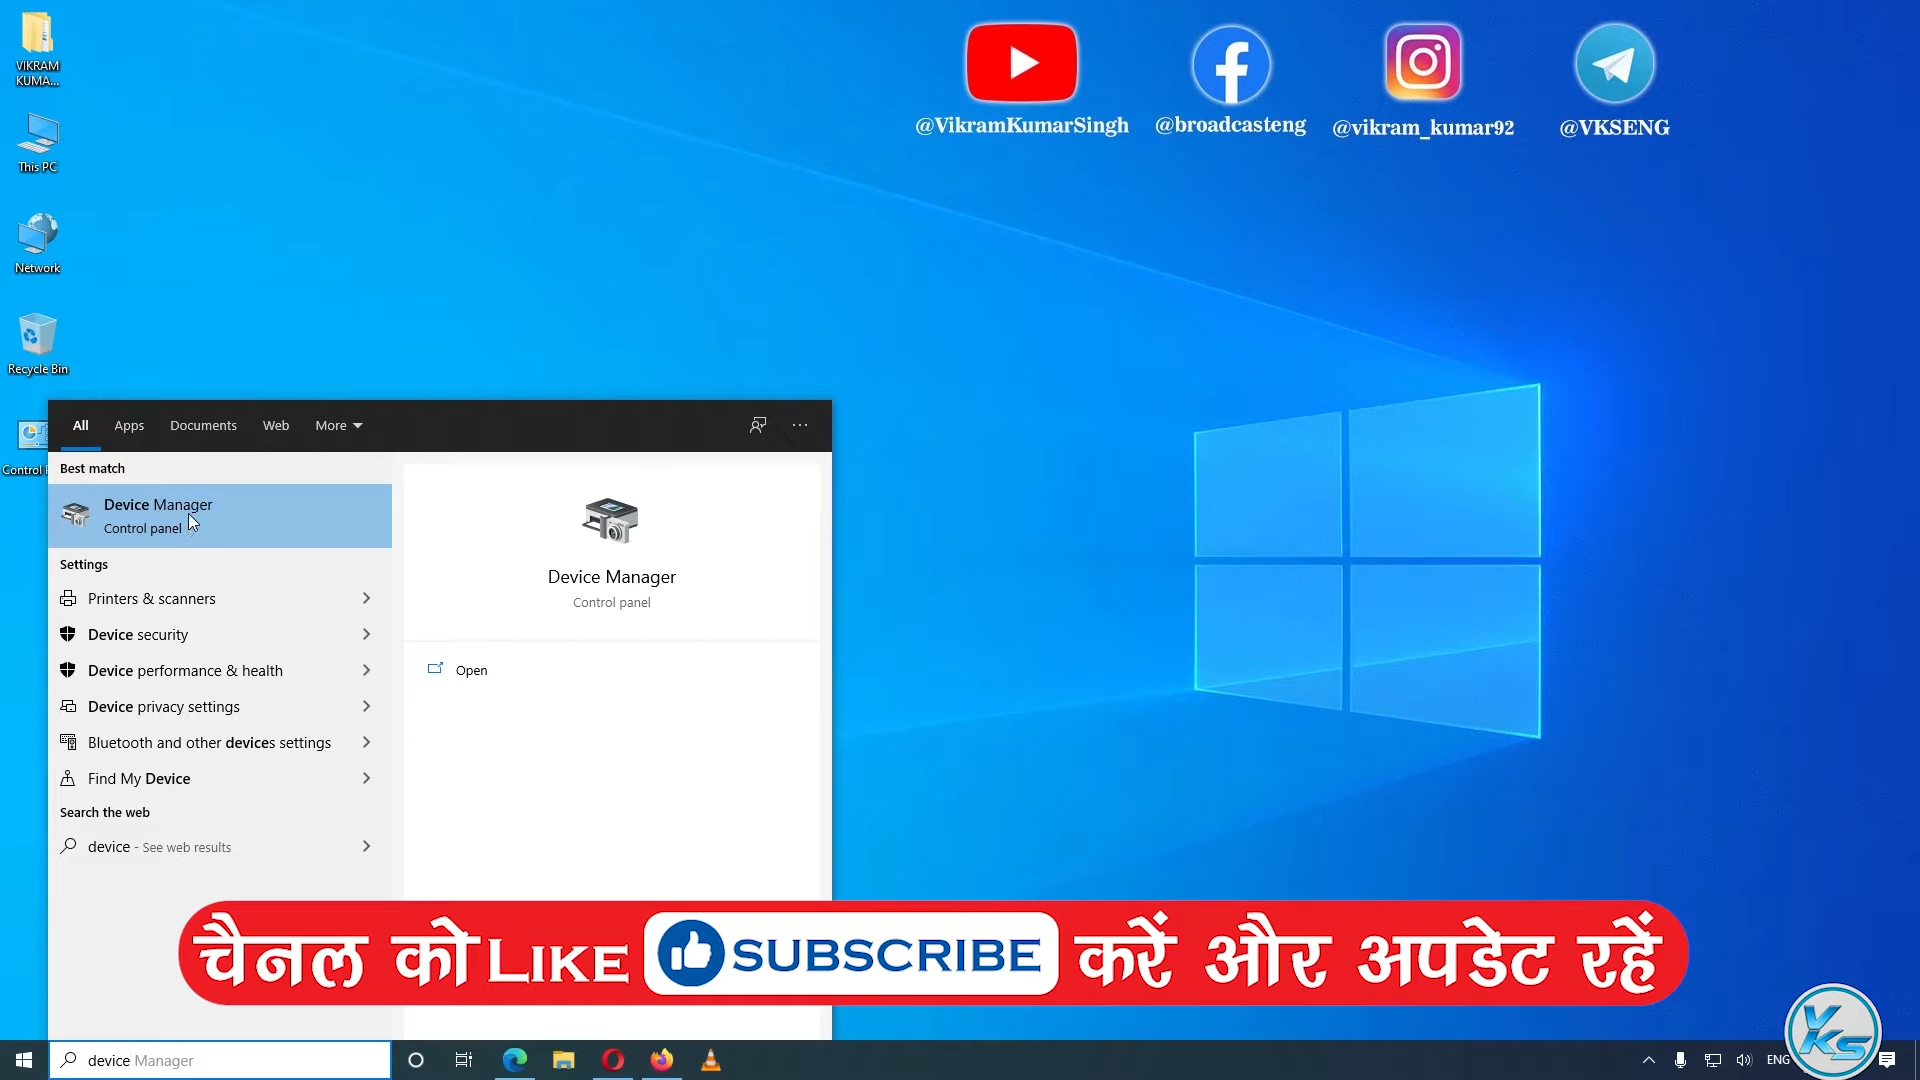 VIKRAM
KUMA...
This PC
Network
Recycle Bin
@VikramKumarSingh
@broadcasteng
@vikram_kumar92
@VKSENG
All Apps Documents Web More
Best match
Device Manager
Control panel
Settings
Printers & scanners
Device security
Device performance & health
Device privacy settings
Bluetooth and other devices settings
Find My Device
Search the web
device - See web results
Device Manager
Control panel
Open
Control
चैनल को LIKE SUBSCRIBE करें और अपडेट रहें
device Manager
ENG
VKS